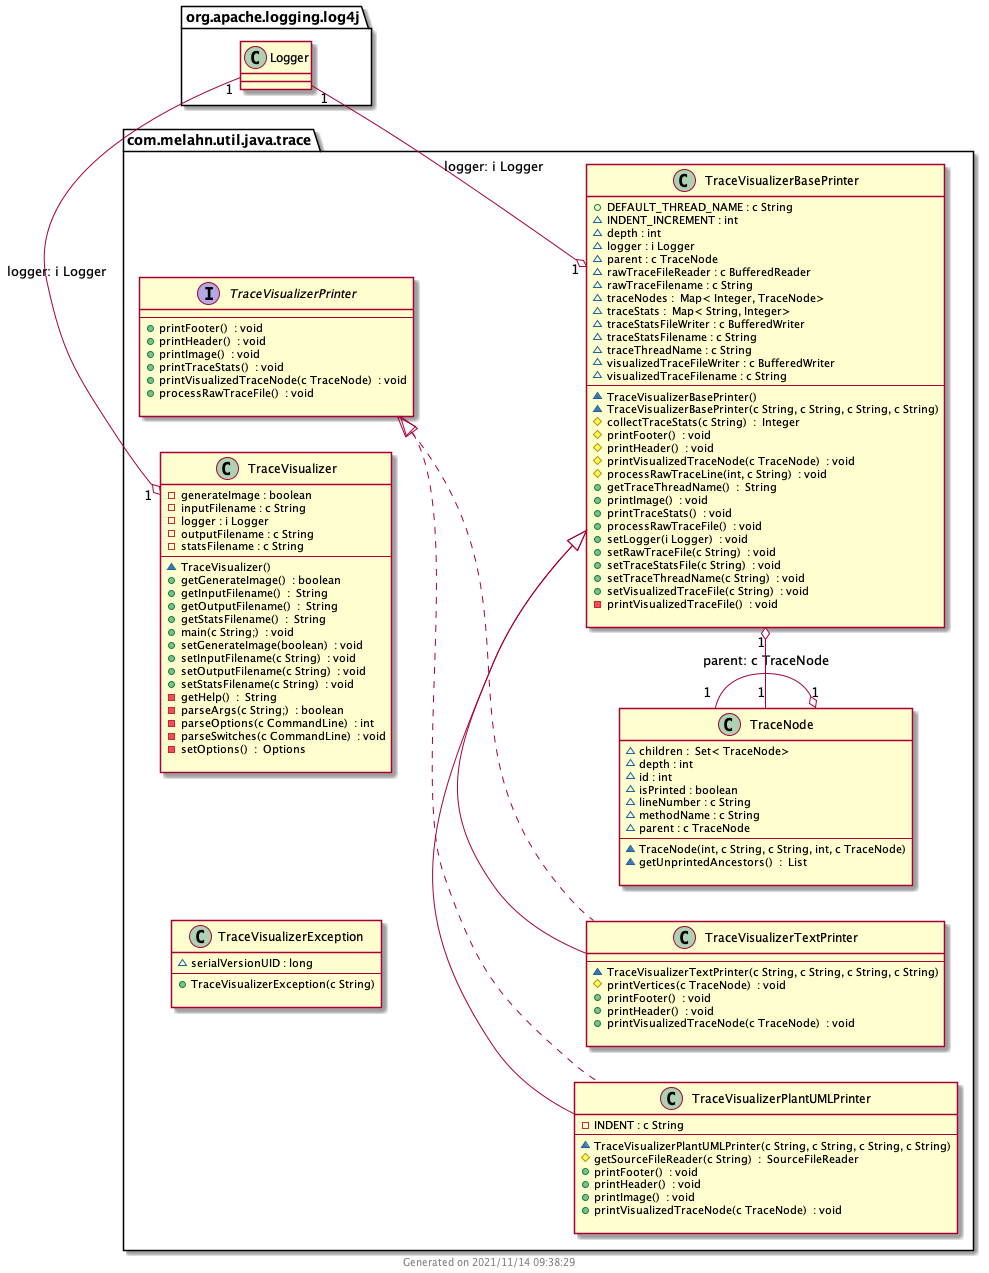 org.apache.logging.log4j
C Logger
1
1
com.melahn.util.java.trace
logger: i Logger
1
logger: i Logger
1
C TraceVisualizerBasePrinter
DEFAULT_THREAD_NAME : c String
INDENT_INCREMENT : int
depth : int
logger : i Logger
parent : c TraceNode
rawTraceFileReader : c BufferedReader
rawTraceFilename : c String
traceNodes :  Map< Integer, TraceNode>
traceStats :  Map< String, Integer>
traceStatsFileWriter : c BufferedWriter
traceStatsFilename : c String
traceThreadName : c String
visualizedTraceFileWriter : c BufferedWriter
visualizedTraceFilename : c String
TraceVisualizerBasePrinter()
TraceVisualizerBasePrinter(c String, c String, c String, c String)
collectTraceStats(c String)  :  Integer
printFooter()  : void
printHeader()  : void
printVisualizedTraceNode(c TraceNode)  : void
processRawTraceLine(int, c String)  : void
getTraceThreadName()  :  String
printImage()  : void
printTraceStats()  : void
processRawTraceFile()  : void
setLogger(i Logger)  : void
setRawTraceFile(c String)  : void
setTraceStatsFile(c String)  : void
setTraceThreadName(c String)  : void
setVisualizedTraceFile(c String)  : void
printVisualizedTraceFile()  : void
I TraceVisualizerPrinter
printFooter()  : void
printHeader()  : void
printImage()  : void
printTraceStats()  : void
printVisualizedTraceNode(c TraceNode)  : void
processRawTraceFile()  : void
C TraceVisualizer
generateImage : boolean
inputFilename : c String
logger : i Logger
outputFilename : c String
statsFilename : c String
TraceVisualizer()
getGenerateImage()  : boolean
getInputFilename()  :  String
getOutputFilename()  :  String
getStatsFilename()  :  String
main(c String;)  : void
setGenerateImage(boolean)  : void
setInputFilename(c String)  : void
setOutputFilename(c String)  : void
setStatsFilename(c String)  : void
getHelp()  :  String
parseArgs(c String;)  : boolean
parseOptions(c CommandLine)  : int
parseSwitches(c CommandLine)  : void
setOptions()  :  Options
1
parent: c TraceNode
1 1 1
C TraceNode
children :  Set< TraceNode>
depth : int
id : int
isPrinted : boolean
lineNumber : c String
methodName : c String
parent : c TraceNode
TraceNode(int, c String, c String, int, c TraceNode)
getUnprintedAncestors()  :  List
C TraceVisualizerException
serialVersionUID : long
TraceVisualizerException(c String)
C TraceVisualizerTextPrinter
TraceVisualizerTextPrinter(c String, c String, c String, c String)
printVertices(c TraceNode)  : void
printFooter()  : void
printHeader()  : void
printVisualizedTraceNode(c TraceNode)  : void
C TraceVisualizerPlantUMLPrinter
INDENT : c String
TraceVisualizerPlantUMLPrinter(c String, c String, c String, c String)
getSourceFileReader(c String)  :  SourceFileReader
printFooter()  : void
printHeader()  : void
printImage()  : void
printVisualizedTraceNode(c TraceNode)  : void
Generated on 2021/11/14 09:38:29